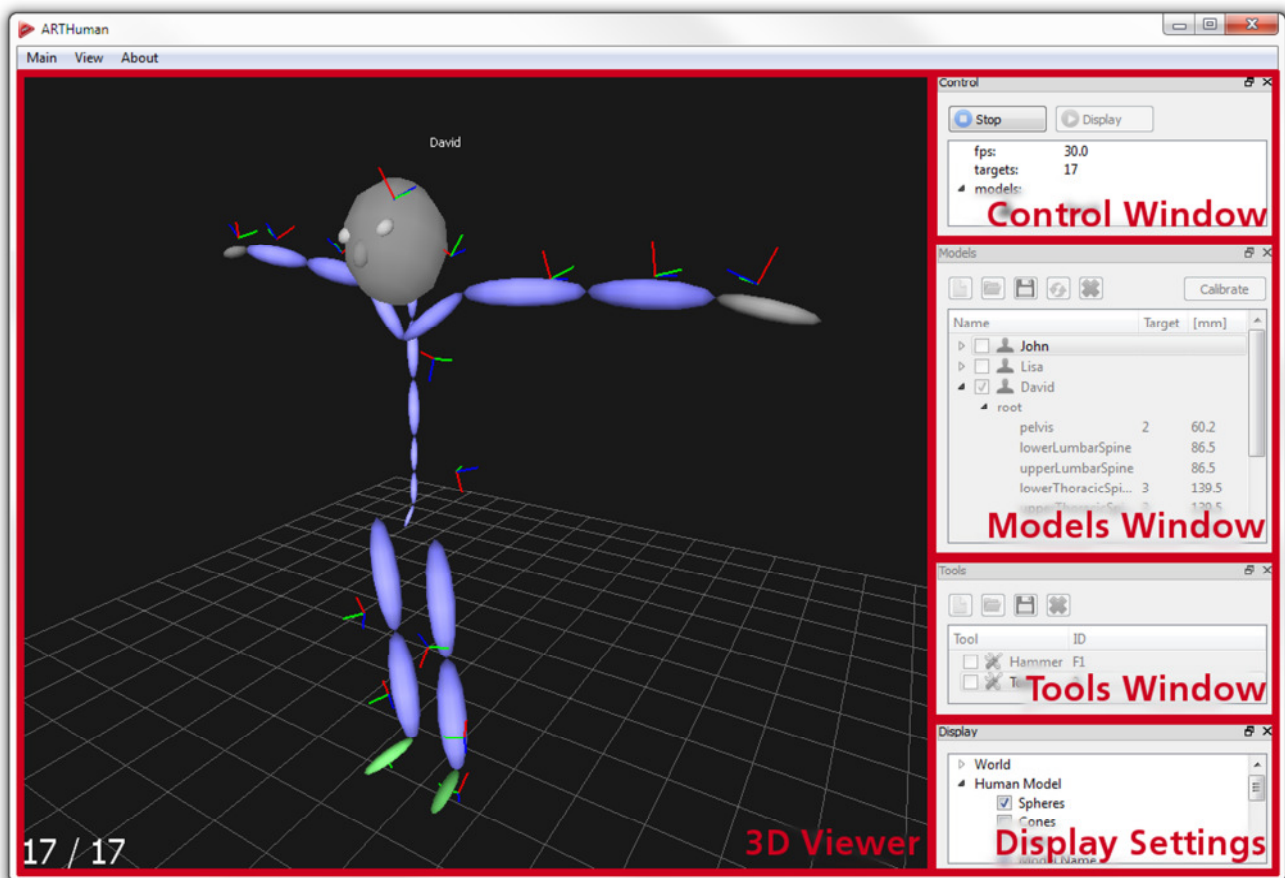 ARTHuman
Main View About
David
17 / 17
3D Viewer
Control
Stop Display
fps: 30.0
targets: 17
models:
Control Window
Models
Calibrate
Name Target [mm]
John
Lisa
David
root
pelvis 2 60.2
lowerLumbarSpine 86.5
upperLumbarSpine 86.5
lowerThoracicSpi... 3 139.5
Models Window
Tools
Tool ID
Hammer F1
Tools Window
Display
World
Human Model
Spheres
Cones
Model Name
Display Settings